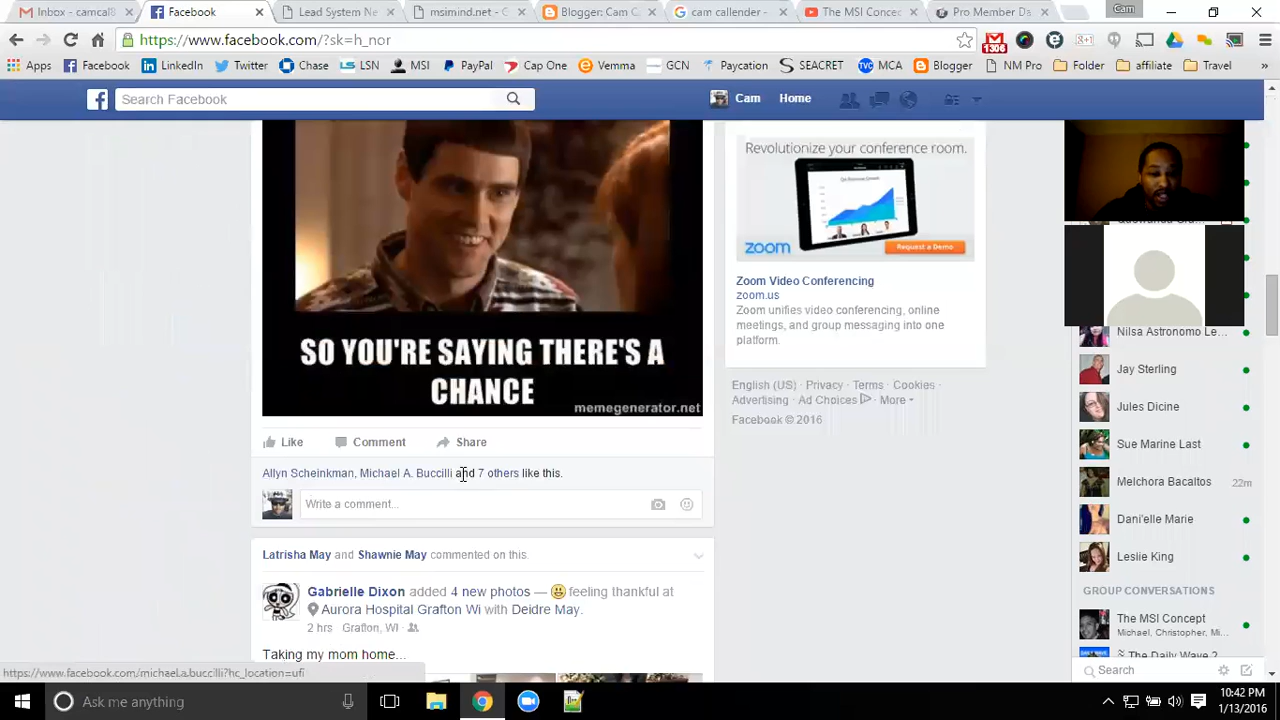 Inbox - camcal8
Facebook
Lead System Ne
msimind.net - G
Blogger: Cam C
cam callender -
The MSI Concep
Pro Member Da
Cam
https://www.facebook.com/?sk=h_nor
1306
Apps
Facebook
LinkedIn
Twitter
Chase
LSN
MSI
PayPal
Cap One
Vemma
GCN
Paycation
SEACRET
MCA
Blogger
NM Pro
Folder
affiliate
Travel
»
Search Facebook
Cam
Home
SO YOU'RE SAYING THERE'S A
CHANCE
memegenerator.net
Like
Comment
Share
Allyn Scheinkman, Michael A. Buccilli and 7 others like this.
Write a comment...
Latrisha May and Shawnie May commented on this.
Gabrielle Dixon added 4 new photos — feeling thankful at
Aurora Hospital Grafton Wi with Deidre May.
2 hrs · Grafton, WI ·
Taking my mom home...
Revolutionize your conference room.
zoom
Request a Demo
Zoom Video Conferencing
zoom.us
Zoom unifies video conferencing, online
meetings, and group messaging into one
platform.
English (US) · Privacy · Terms · Cookies ·
Advertising · Ad Choices · More
Facebook © 2016
Nilsa Astronomo Le...
Jay Sterling
Jules Dicine
Sue Marine Last
Melchora Bacaltos
22m
Dani'elle Marie
Leslie King
GROUP CONVERSATIONS
The MSI Concept
Michael, Christopher, Mi...
The Daily Wave 2
Search
https://www.facebook.com/michael.a.buccilli?hc_location=ufi
Ask me anything
10:42 PM
1/13/2016